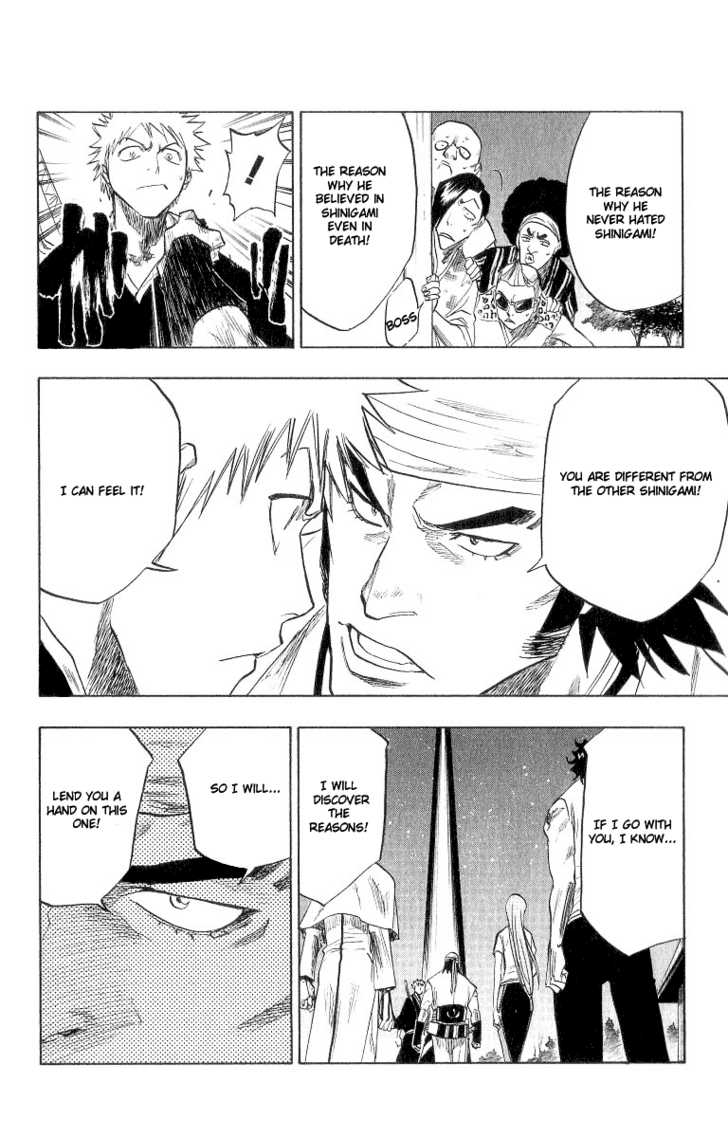 THE REASON
WHY HE
NEVER HATED
SHINIGAMI!
THE REASON
WHY HE
BELIEVED IN
SHINIGAMI
EVEN IN
DEATH!
BOSS
!
YOU ARE DIFFERENT FROM
THE OTHER SHINIGAMI!
I CAN FEEL IT!
IF I GO WITH
YOU, I KNOW...
I WILL
DISCOVER
THE
REASONS!
SO I WILL...
LEND YOU A
HAND ON THIS
ONE!